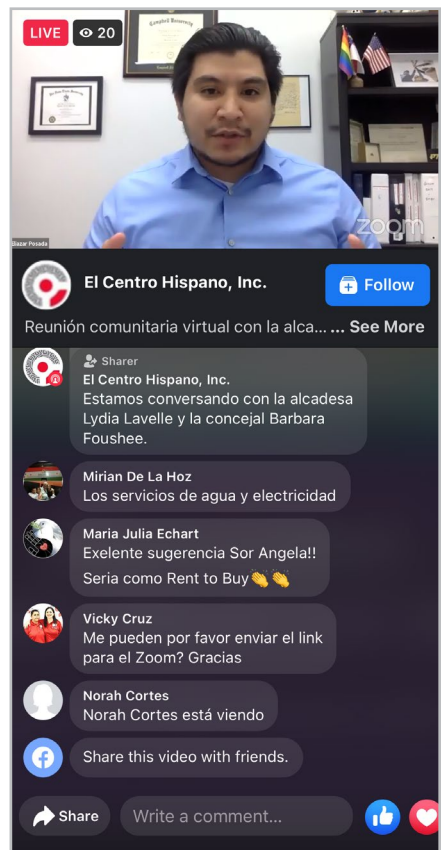 LIVE
20
Campbell University
zoom
Eliazar Posada
El Centro Hispano, Inc.
Follow
Reunión comunitaria virtual con la alca... ... See More
Sharer
El Centro Hispano, Inc.
Estamos conversando con la alcadesa
Lydia Lavelle y la concejal Barbara
Foushee.
Mirian De La Hoz
Los servicios de agua y electricidad
Maria Julia Echart
Exelente sugerencia Sor Angela!!
Seria como Rent to Buy👏👏
Vicky Cruz
Me pueden por favor enviar el link
para el Zoom? Gracias
Norah Cortes
Norah Cortes está viendo
Share this video with friends.
Share
Write a comment...